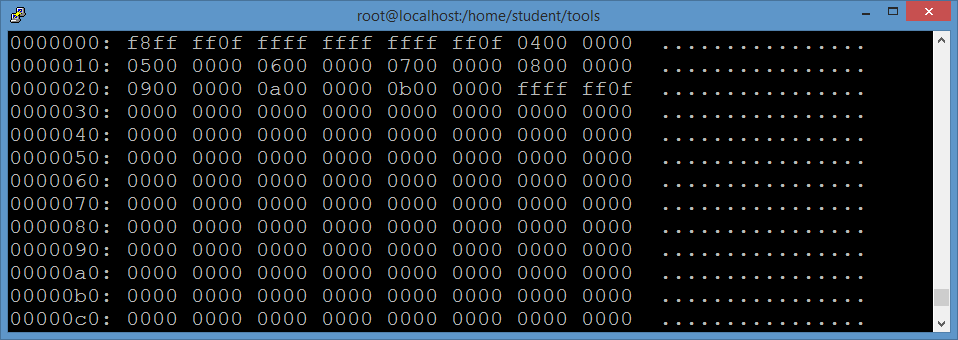 root@localhost:/home/student/tools
0000000: f8ff ff0f ffff ffff ffff ff0f 0400 0000  ................
0000010: 0500 0000 0600 0000 0700 0000 0800 0000  ................
0000020: 0900 0000 0a00 0000 0b00 0000 ffff ff0f  ................
0000030: 0000 0000 0000 0000 0000 0000 0000 0000  ................
0000040: 0000 0000 0000 0000 0000 0000 0000 0000  ................
0000050: 0000 0000 0000 0000 0000 0000 0000 0000  ................
0000060: 0000 0000 0000 0000 0000 0000 0000 0000  ................
0000070: 0000 0000 0000 0000 0000 0000 0000 0000  ................
0000080: 0000 0000 0000 0000 0000 0000 0000 0000  ................
0000090: 0000 0000 0000 0000 0000 0000 0000 0000  ................
00000a0: 0000 0000 0000 0000 0000 0000 0000 0000  ................
00000b0: 0000 0000 0000 0000 0000 0000 0000 0000  ................
00000c0: 0000 0000 0000 0000 0000 0000 0000 0000  ................